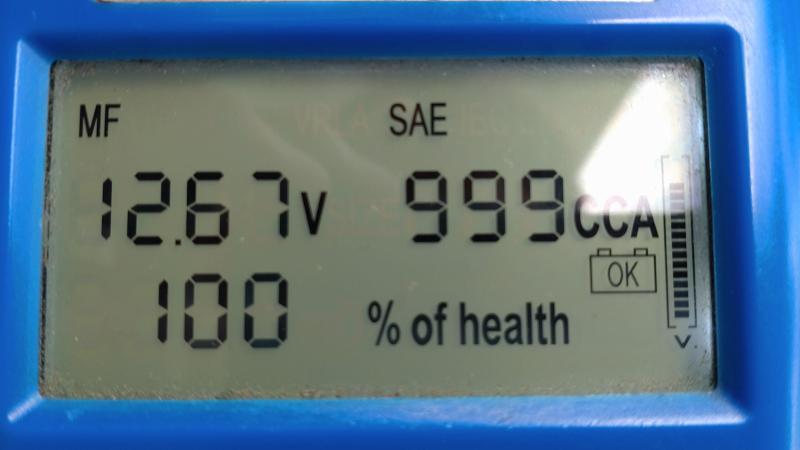 MF SAE
12.67 V 999 CCA
OK
100 % of health
V.